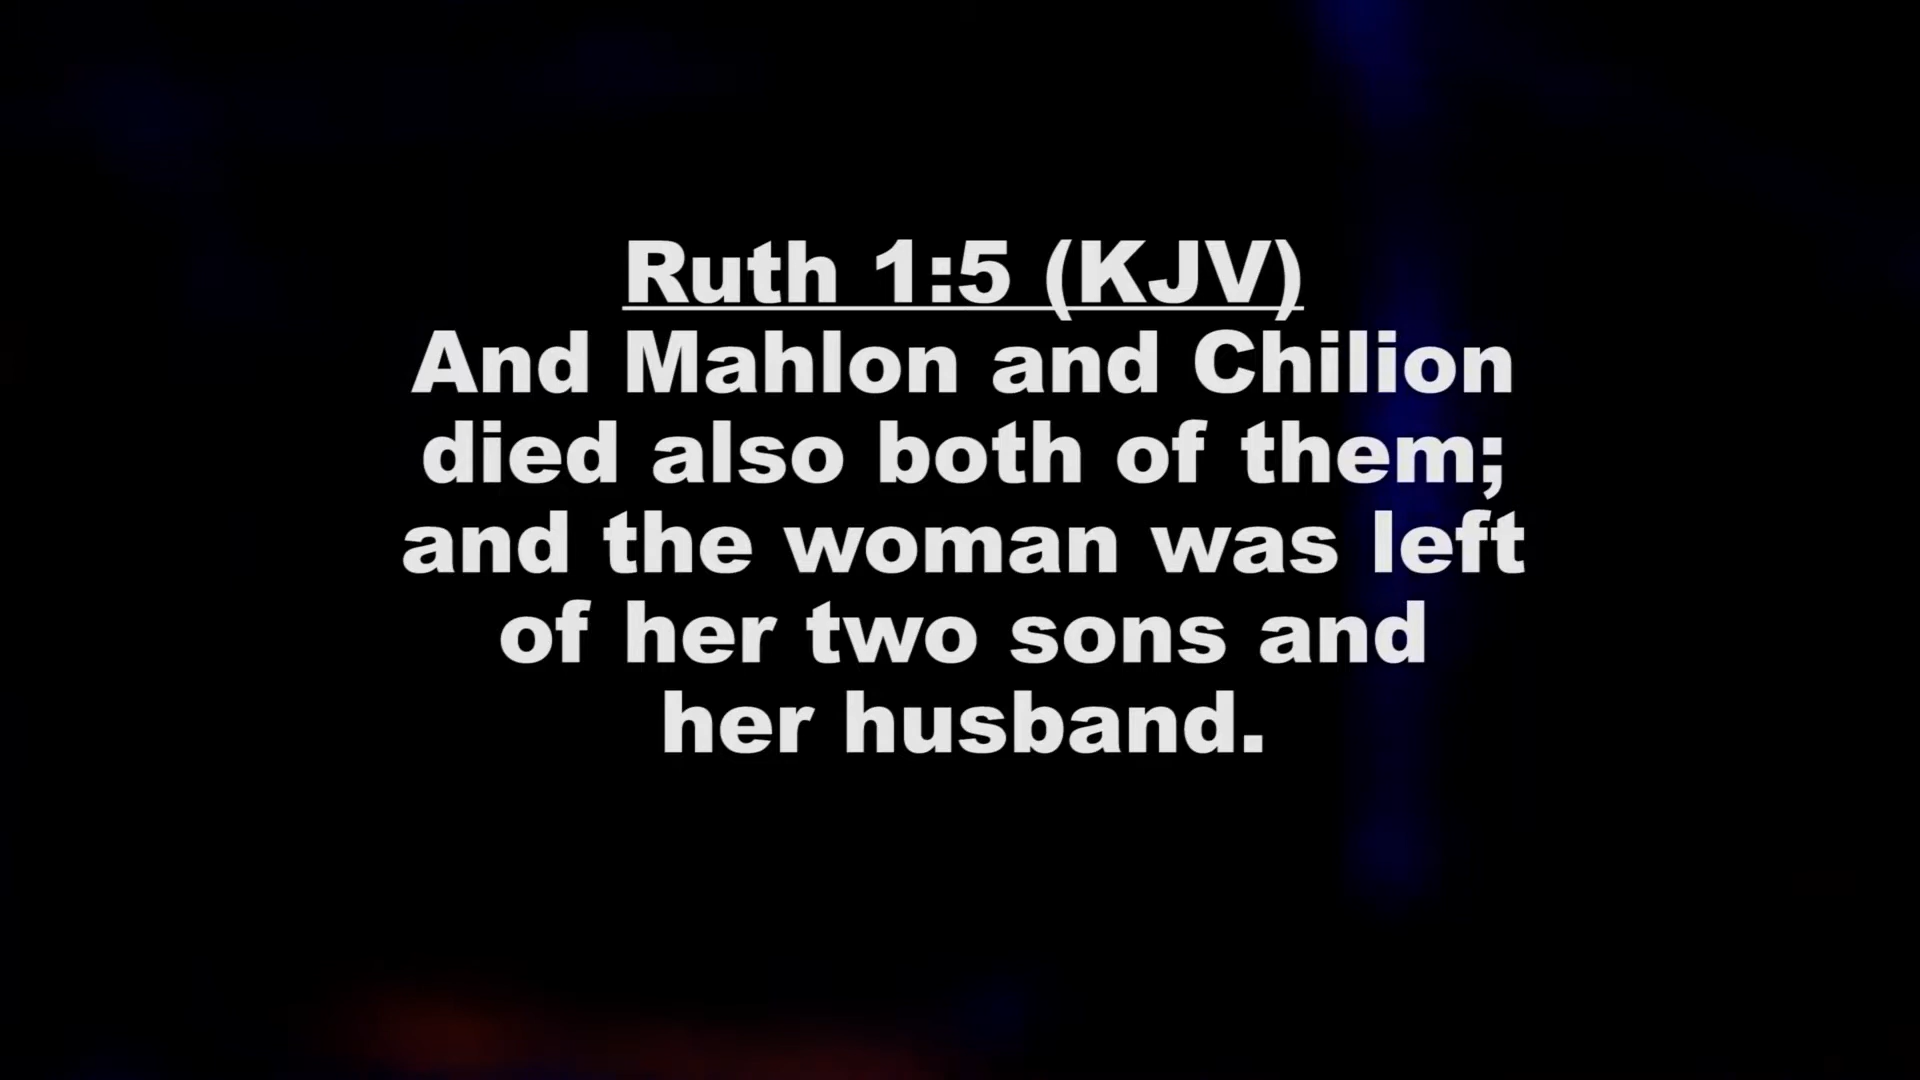 Ruth 1:5 (KJV)
And Mahlon and Chilion
died also both of them;
and the woman was left
of her two sons and
her husband.